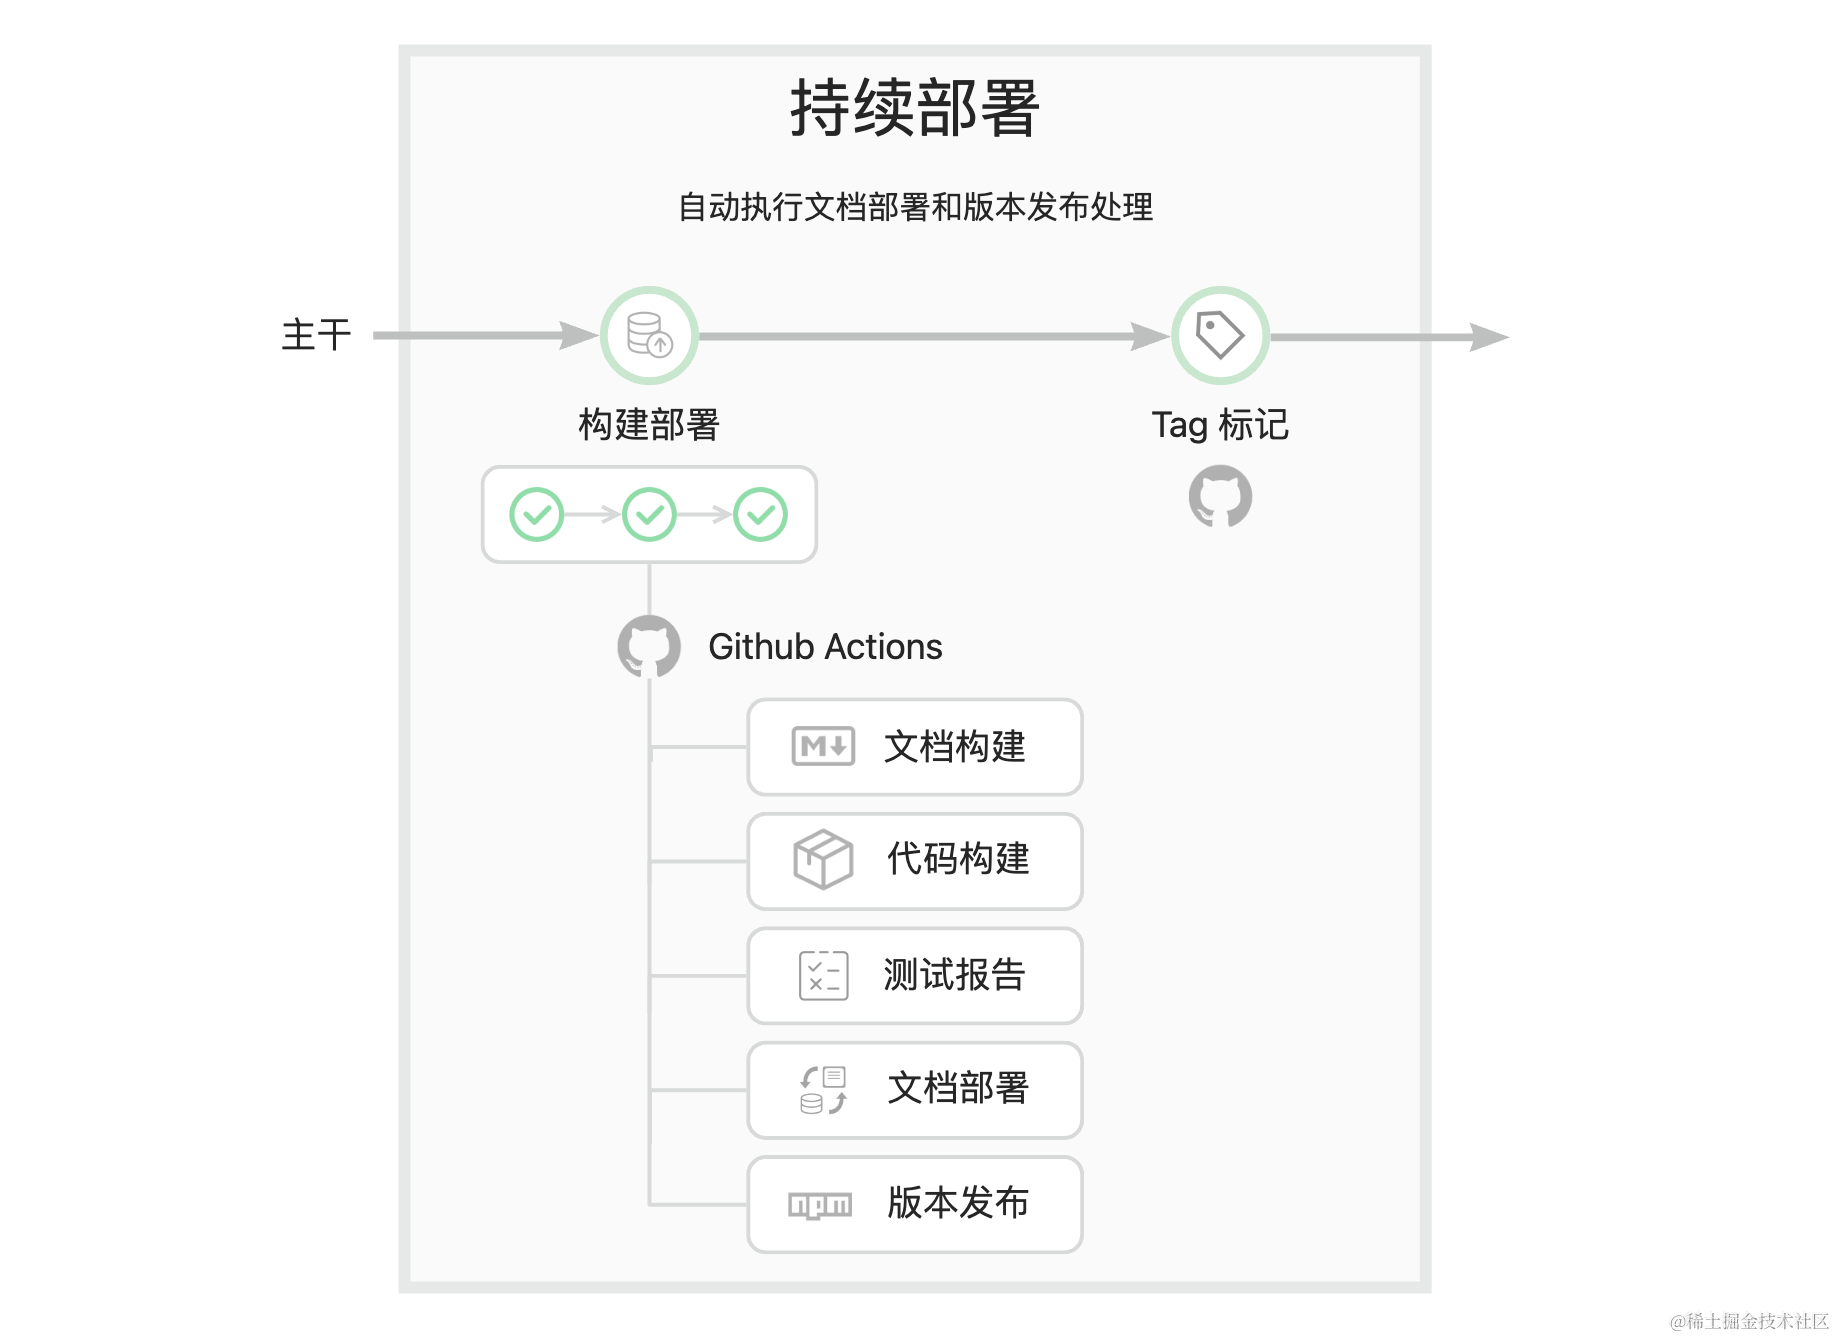 持续部署
自动执行文档部署和版本发布处理
主干
构建部署
Tag 标记
Github Actions
M
文档构建
代码构建
测试报告
文档部署
npm
版本发布
@稀土掘金技术社区